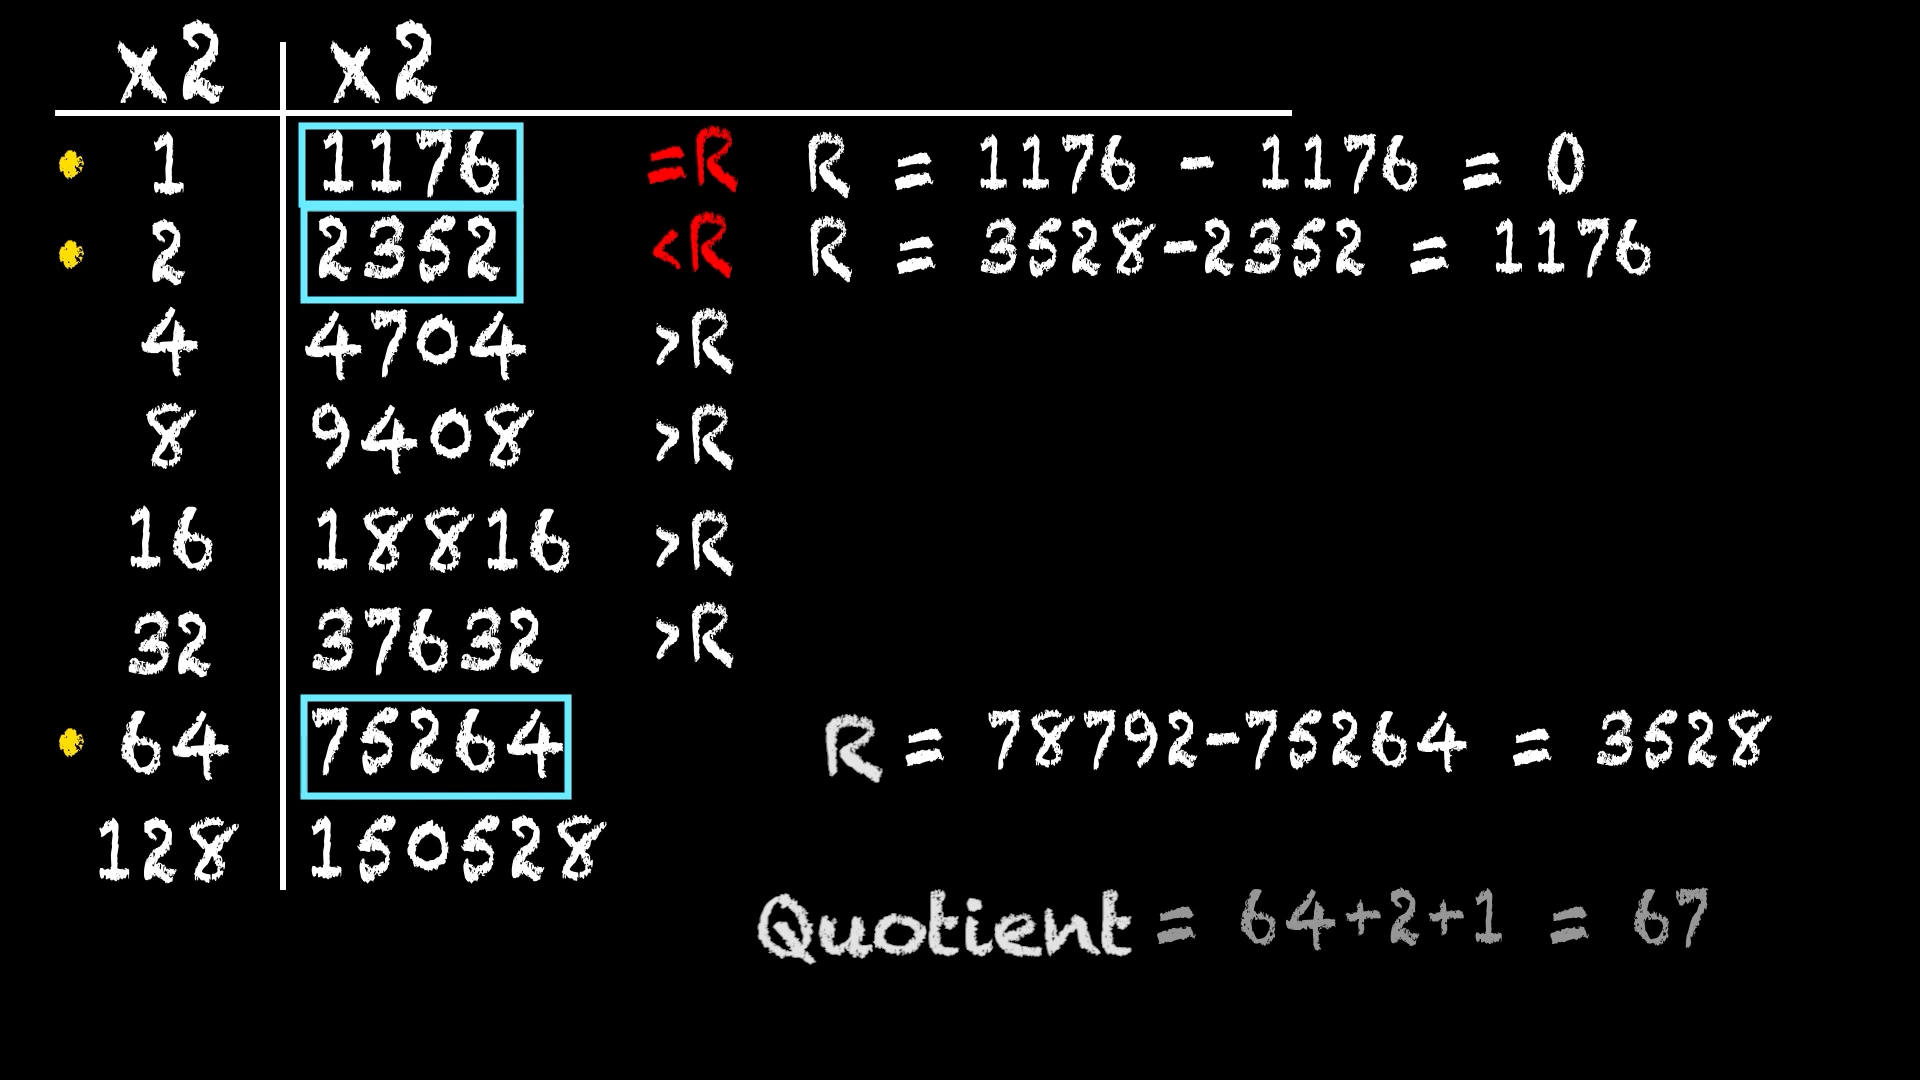 x2 x2
1 1176 =R R = 1176 - 1176 = 0
2 2352 <R R = 3528-2352 = 1176
4 4704 >R
8 9408 >R
16 18816 >R
32 37632 >R
64 75264 R = 78792-75264 = 3528
128 150528
Quotient = 64+2+1 = 67